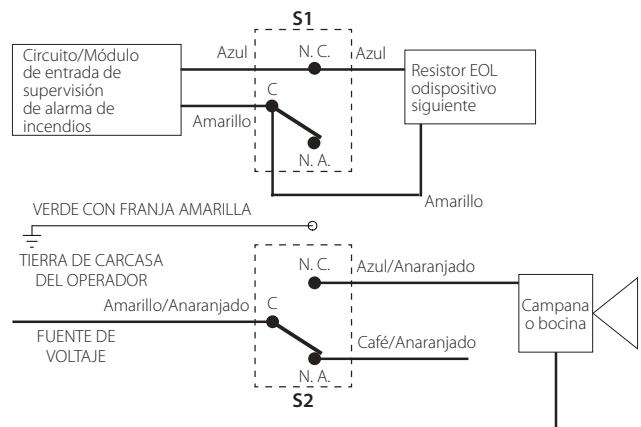 S1
Circuito/Módulo
de entrada de
supervisión
de alarma de
incendios
Azul
N. C.
Azul
Resistor EOL
odispositivo
siguiente
C
Amarillo
N. A.
Amarillo
VERDE CON FRANJA AMARILLA
TIERRA DE CARCASA
DEL OPERADOR
N. C.
Azul/Anaranjado
Amarillo/Anaranjado
C
Campana
o bocina
FUENTE DE
VOLTAJE
Café/Anaranjado
N. A.
S2